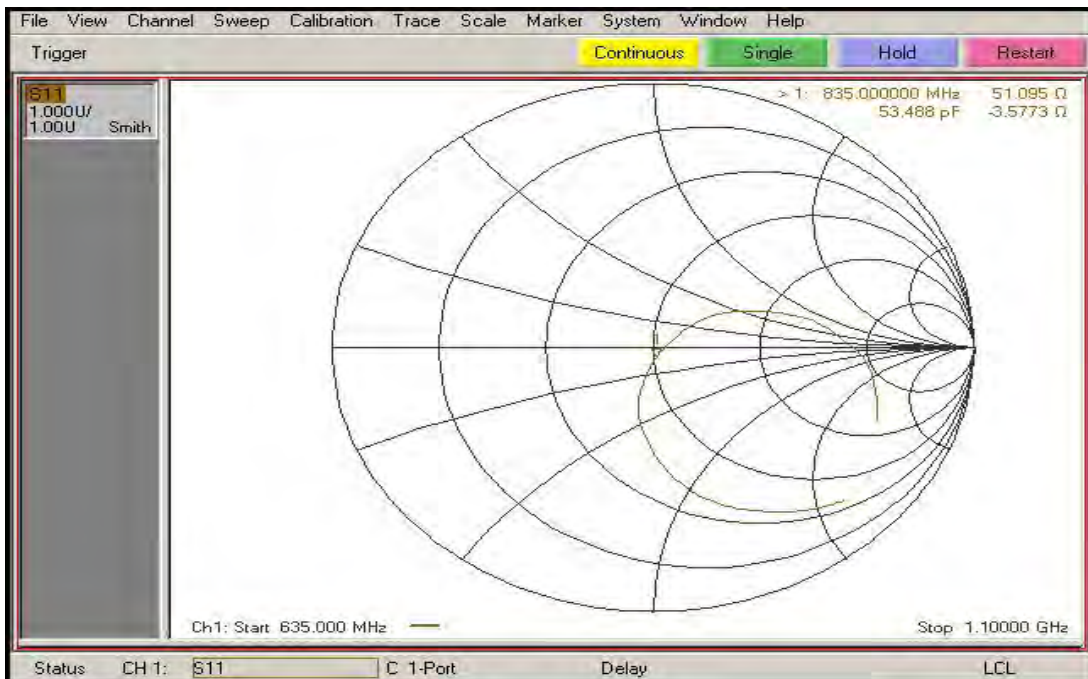 File View Channel Sweep Calibration Trace Scale Marker System Window Help
Trigger Continuous Single Hold Restart
S11
1.000U/
1.00U Smith
> 1: 835.000000 MHz 51.095 Ω
53.488 pF -3.5773 Ω
Ch1: Start 635.000 MHz
Stop 1.10000 GHz
Status CH 1: S11 C 1-Port Delay LCL